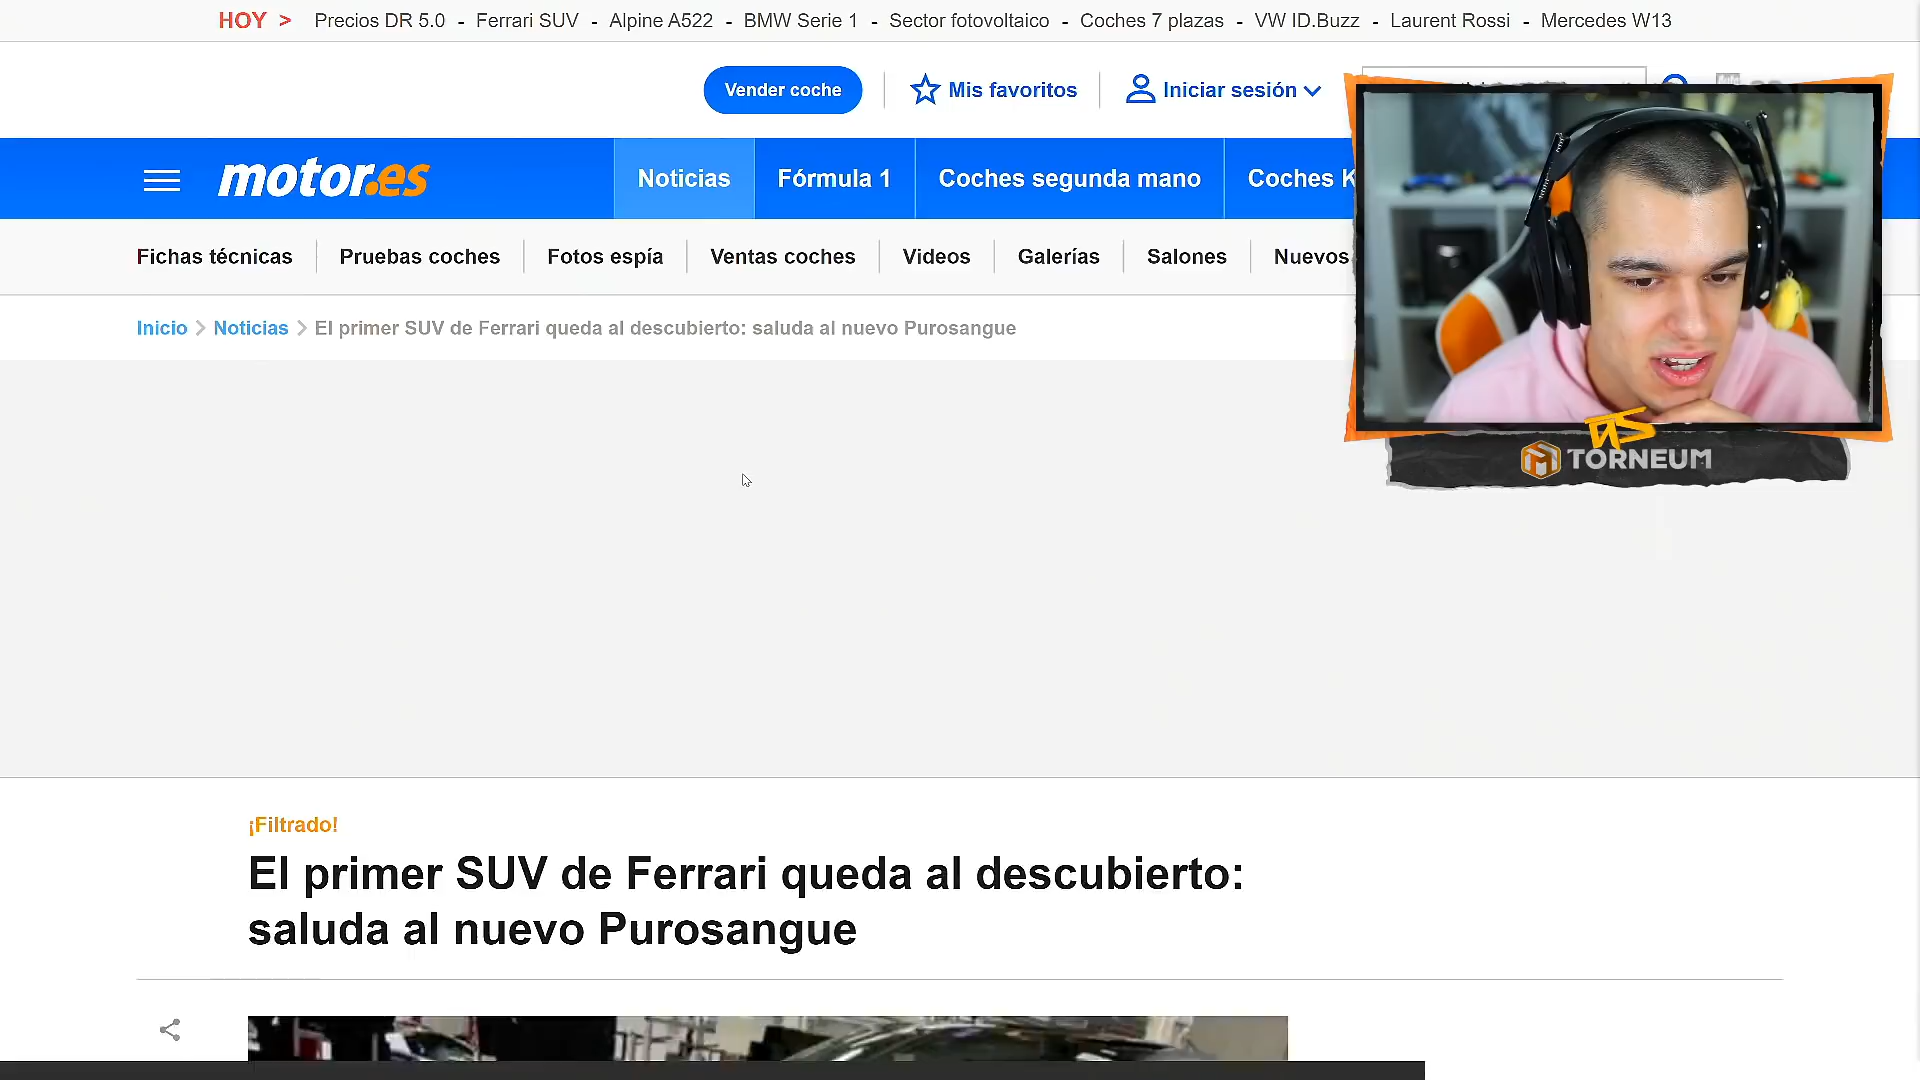 HOY > Precios DR 5.0 - Ferrari SUV - Alpine A522 - BMW Serie 1 - Sector fotovoltaico - Coches 7 plazas - VW ID.Buzz - Laurent Rossi - Mercedes W13
Vender coche Mis favoritos Iniciar sesión
motor.es Noticias Fórmula 1 Coches segunda mano Coches
Fichas técnicas Pruebas coches Fotos espía Ventas coches Videos Galerías Salones Nuevos
Inicio > Noticias > El primer SUV de Ferrari queda al descubierto: saluda al nuevo Purosangue
TORNEUM
¡Filtrado!
El primer SUV de Ferrari queda al descubierto:
saluda al nuevo Purosangue